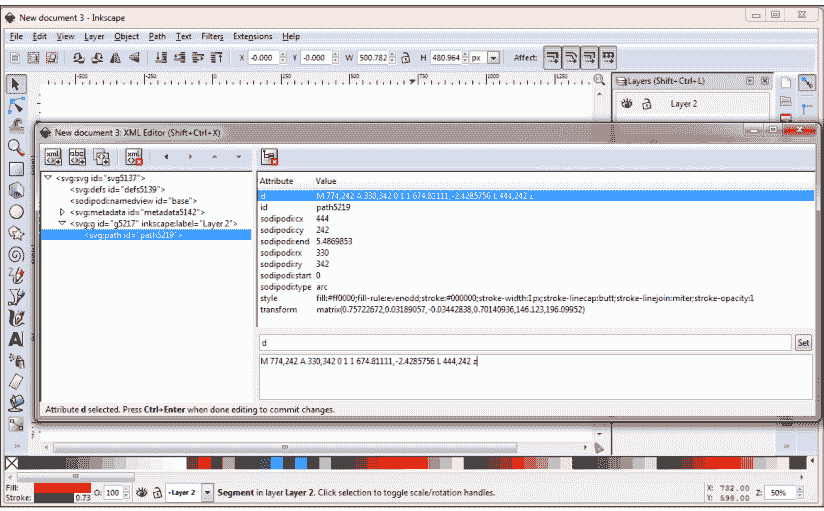 New document 3 - Inkscape
File Edit View Layer Object Path Text Filters Extensions Help
X -0.000 Y -0.000 W 500.782 H 480.964 px Affect:
-500 -250 0 250 500 750 1000 1250
Layers (Shift+Ctrl+L)
Layer 2
New document 3: XML Editor (Shift+Ctrl+X)
<svg:svg id="svg5137">
<svg:defs id="defs5139">
<sodipodi:namedview id="base">
<svg:metadata id="metadata5142">
<svg:g id="g5217" inkscape:label="Layer 2">
<svg:path id="path5219">
Attribute Value
d M 774,242 A 330,342 0 1 1 674.81111,-2.4285756 L 444,242 z
id path5219
sodipodi:cx 444
sodipodi:cy 242
sodipodi:end 5.4869853
sodipodi:rx 330
sodipodi:ry 342
sodipodi:start 0
sodipodi:type arc
style fill:#ff0000;fill-rule:evenodd;stroke:#000000;stroke-width:1px;stroke-linecap:butt;stroke-linejoin:miter;stroke-opacity:1
transform matrix(0.75722672,0.03189057,-0.03442838,0.70140936,146.123,196.09952)
d Set
M 774,242 A 330,342 0 1 1 674.81111,-2.4285756 L 444,242 z
Attribute d selected. Press Ctrl+Enter when done editing to commit changes.
Fill:
Stroke: 0.73 O: 100 Layer 2 Segment in layer Layer 2. Click selection to toggle scale/rotation handles.
X: 732.00
Y: 598.00 Z: 50%